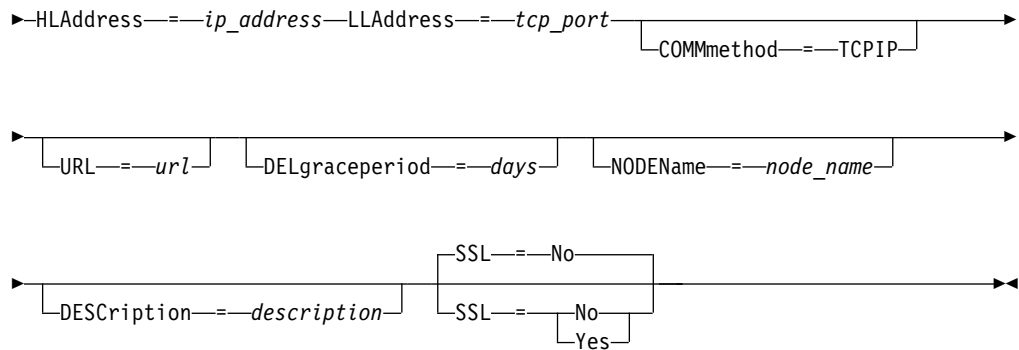 HLAddress = ip_address LLAddress = tcp_port
COMMmethod = TCPIP
URL = url DELgraceperiod = days NODEName = node_name
SSL = No
DESCription = description SSL = No
Yes